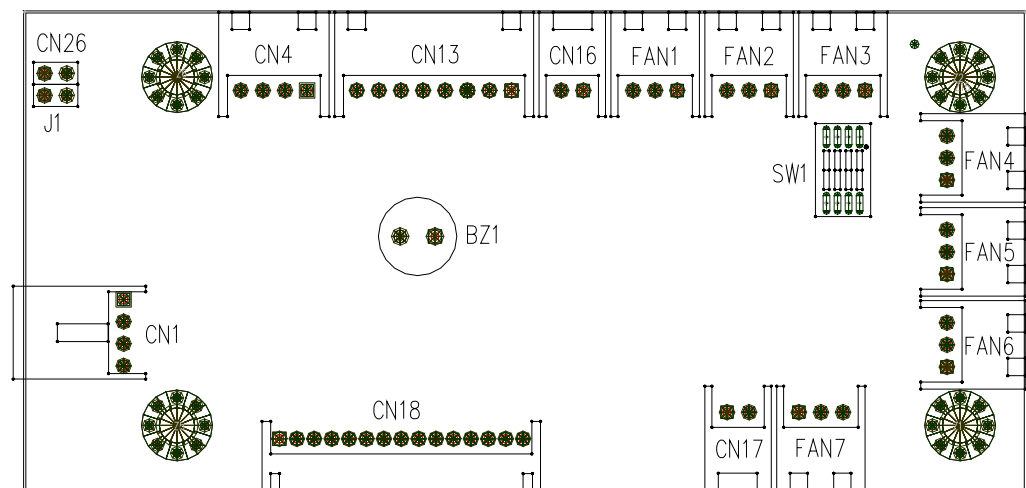 CN26
CN4
CN13
CN16
FAN1
FAN2
FAN3
J1
FAN4
SW1
BZ1
FAN5
CN1
FAN6
CN18
CN17
FAN7